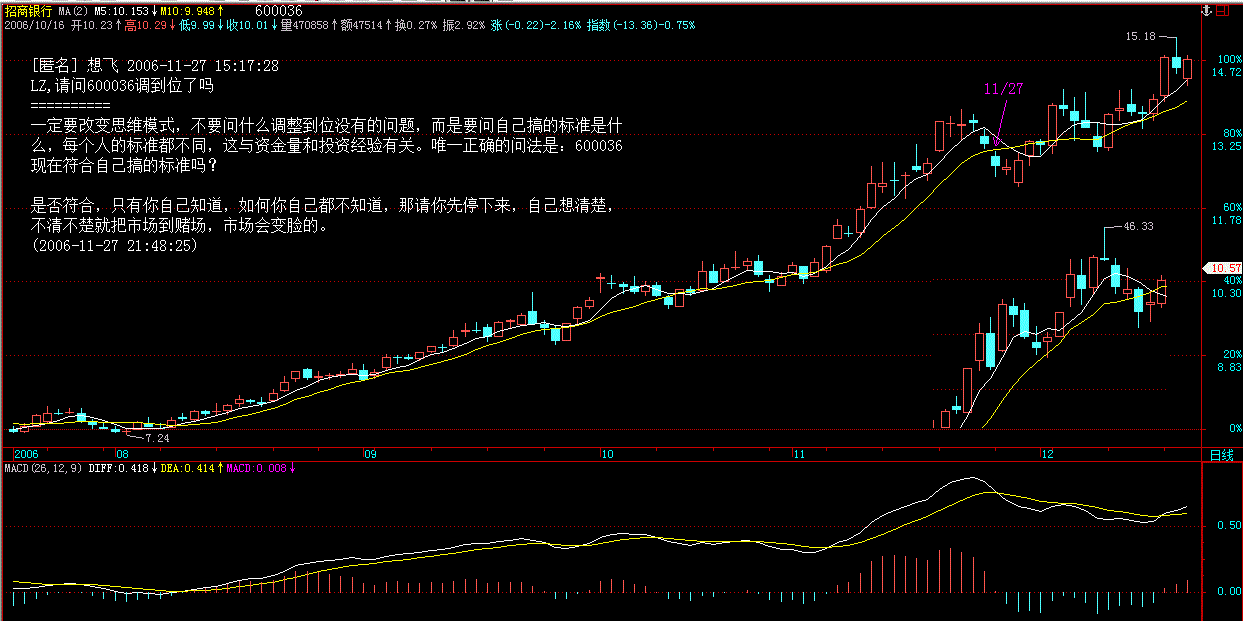 招商银行 MA(2) M5:10.153↓M10:9.948↑ 600036
2006/10/16 开10.23↑高10.29↓低9.99↓收10.01↓量470858↑额47514↑换0.27% 振2.92% 涨(-0.22)-2.16% 指数(-13.36)-0.75%
[匿名] 想飞 2006-11-27 15:17:28
LZ,请问600036调到位了吗
==========
一定要改变思维模式，不要问什么调整到位没有的问题，而是要问自己搞的标准是什
么，每个人的标准都不同，这与资金量和投资经验有关。唯一正确的问法是：600036
现在符合自己搞的标准吗？
是否符合，只有你自己知道，如何你自己都不知道，那请你先停下来，自己想清楚，
不清不楚就把市场到赌场，市场会变脸的。
(2006-11-27 21:48:25)
15.18
11/27
46.33
7.24
100%
14.72
80%
13.25
60%
11.78
10.57
40%
10.30
20%
8.83
0%
2006 08 09 10 11 12 日线
MACD(26,12,9) DIFF:0.418↓DEA:0.414↑MACD:0.008↓
0.50
0.00